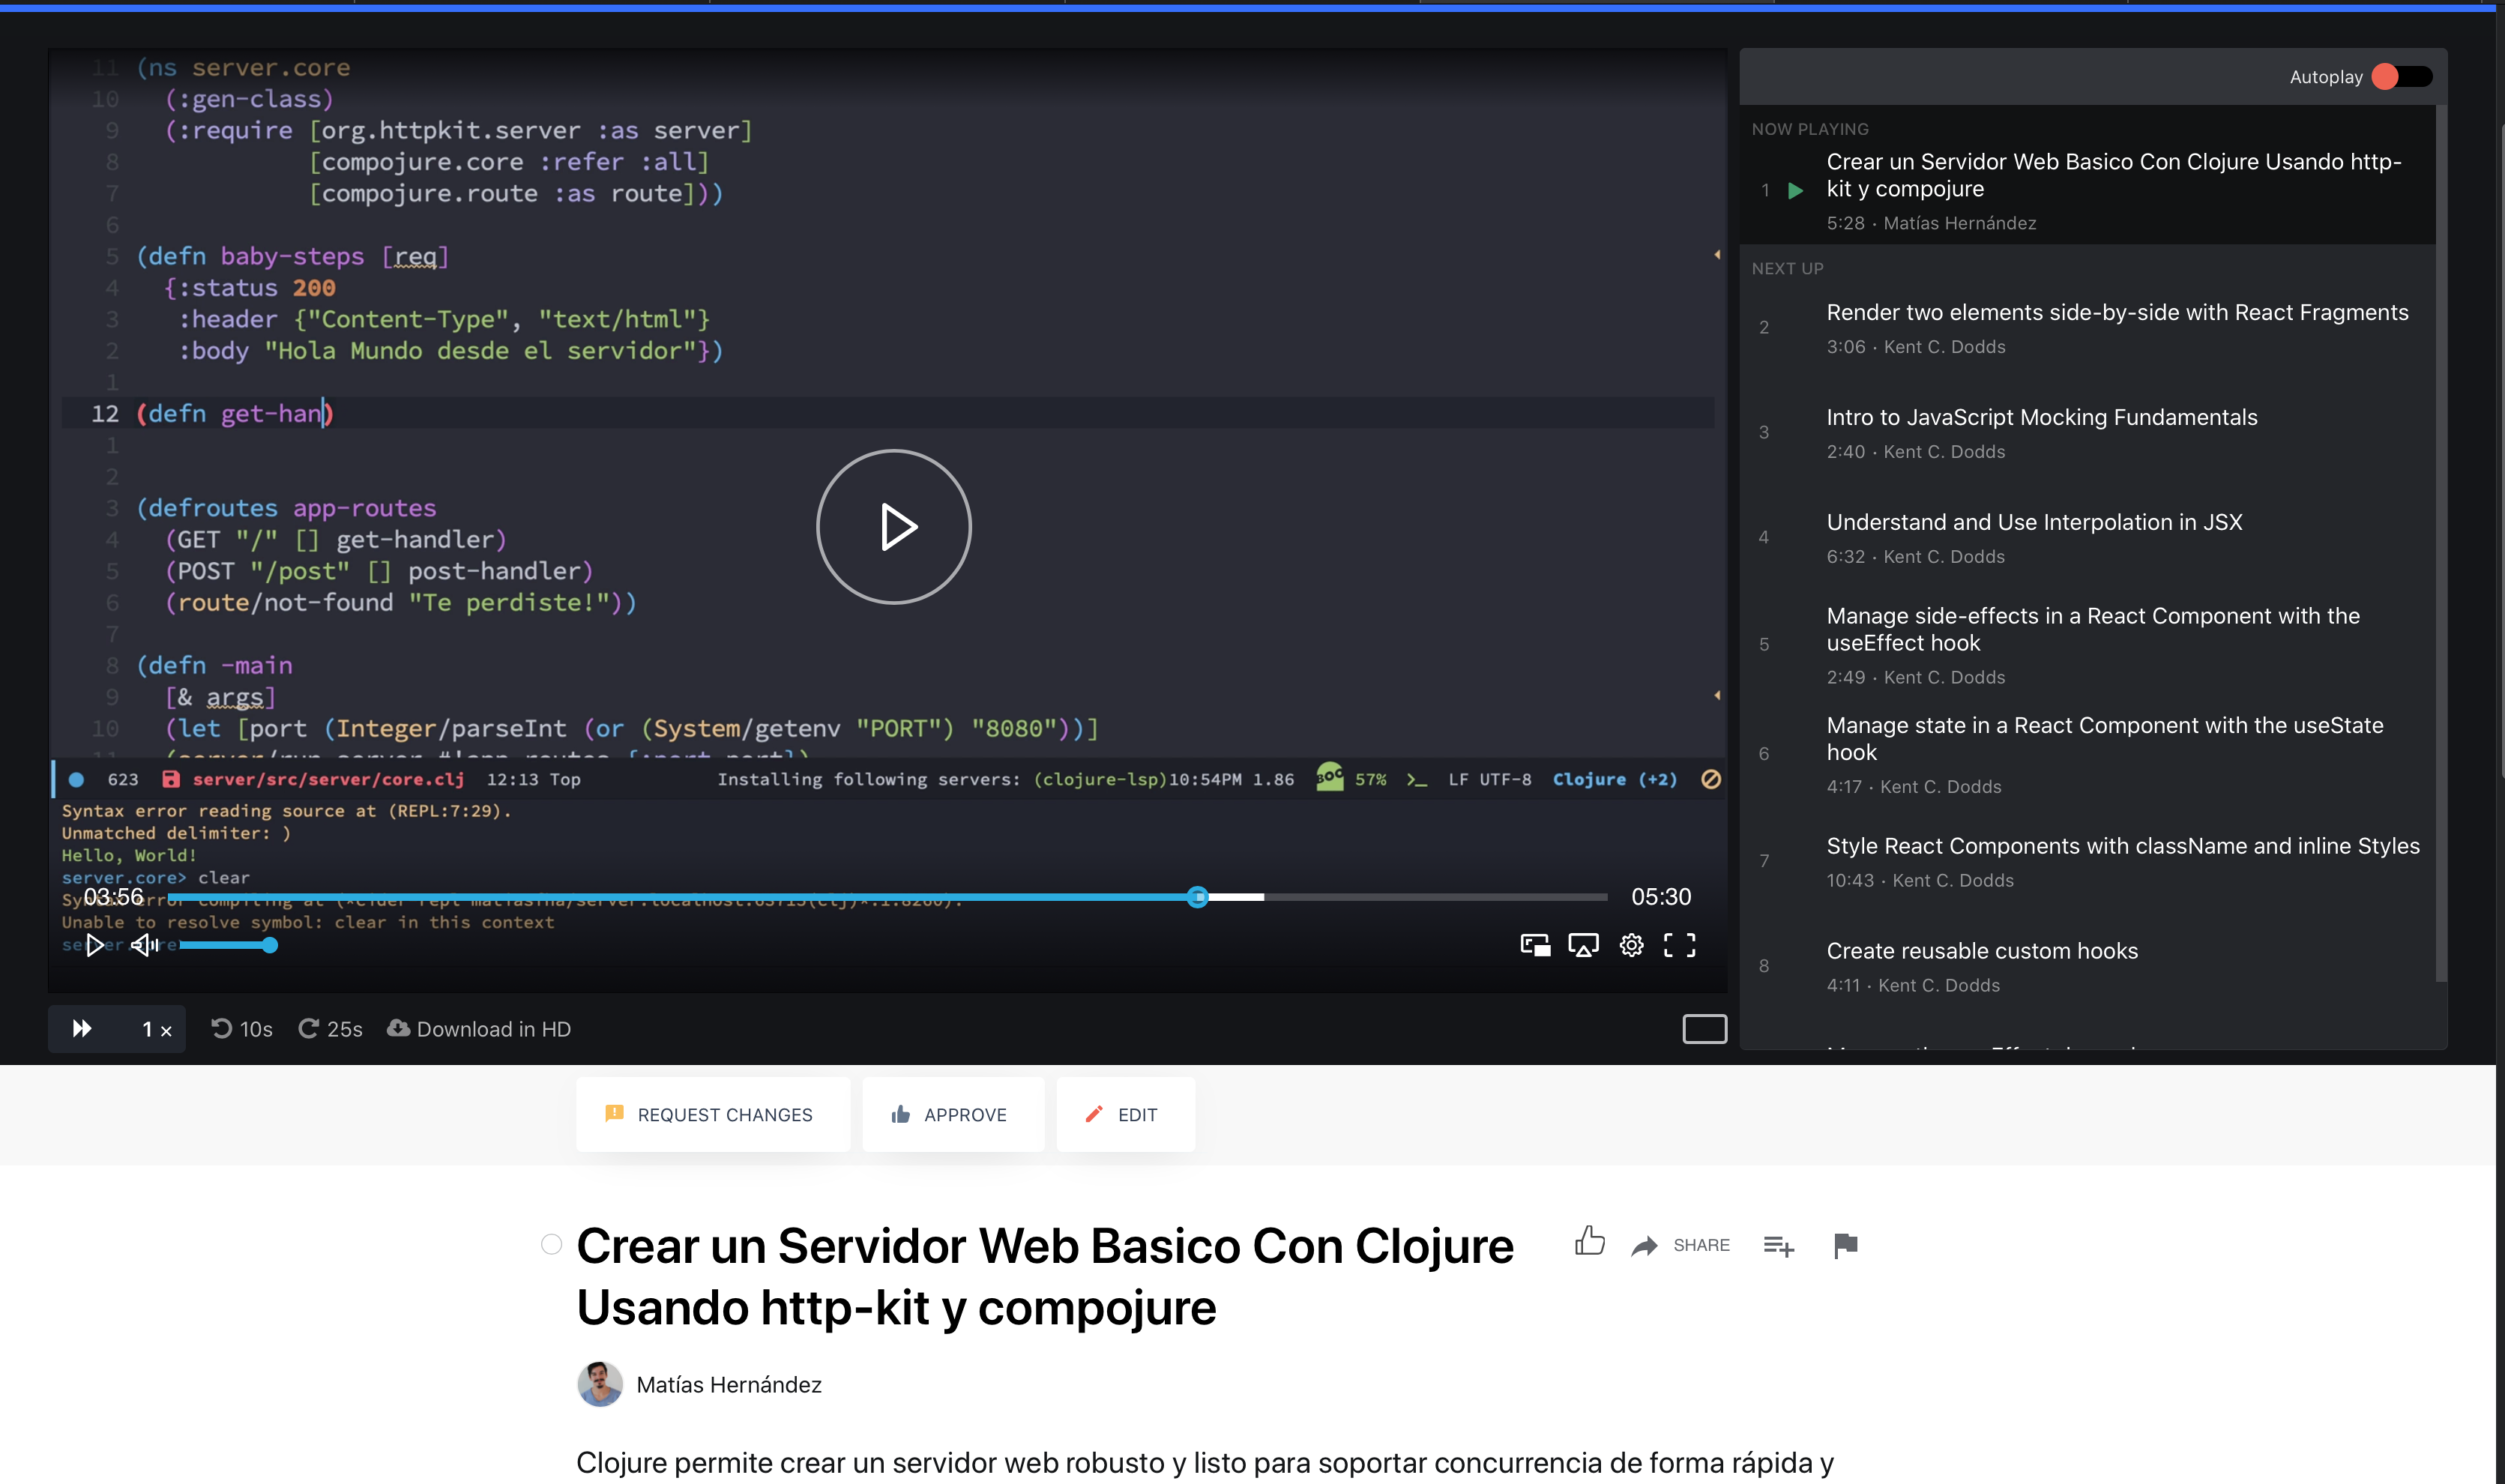 11 (ns server.core
10 (:gen-class)
9 (:require [org.httpkit.server :as server]
8 [compojure.core :refer :all]
7 [compojure.route :as route]))
6
5 (defn baby-steps [req]
4 {:status 200
3 :header {"Content-Type", "text/html"}
2 :body "Hola Mundo desde el servidor"})
1
12 (defn get-han)
1
2
3 (defroutes app-routes
4 (GET "/" [] get-handler)
5 (POST "/post" [] post-handler)
6 (route/not-found "Te perdiste!"))
7
8 (defn -main
9 [& args]
10 (let [port (Integer/parseInt (or (System/getenv "PORT") "8080"))]
623 server/src/server/core.clj 12:13 Top Installing following servers: (clojure-lsp)10:54PM 1.86 57% LF UTF-8 Clojure (+2)
Syntax error reading source at (REPL:7:29).
Unmatched delimiter: )
Hello, World!
server.core> clear
03:56
05:30
Unable to resolve symbol: clear in this context
1 x
10s
25s
Download in HD
Autoplay
NOW PLAYING
1
Crear un Servidor Web Basico Con Clojure Usando http-
kit y compojure
5:28 · Matías Hernández
NEXT UP
2
Render two elements side-by-side with React Fragments
3:06 · Kent C. Dodds
3
Intro to JavaScript Mocking Fundamentals
2:40 · Kent C. Dodds
4
Understand and Use Interpolation in JSX
6:32 · Kent C. Dodds
5
Manage side-effects in a React Component with the
useEffect hook
2:49 · Kent C. Dodds
6
Manage state in a React Component with the useState
hook
4:17 · Kent C. Dodds
7
Style React Components with className and inline Styles
10:43 · Kent C. Dodds
8
Create reusable custom hooks
4:11 · Kent C. Dodds
REQUEST CHANGES
APPROVE
EDIT
Crear un Servidor Web Basico Con Clojure
Usando http-kit y compojure
SHARE
Matías Hernández
Clojure permite crear un servidor web robusto y listo para soportar concurrencia de forma rápida y